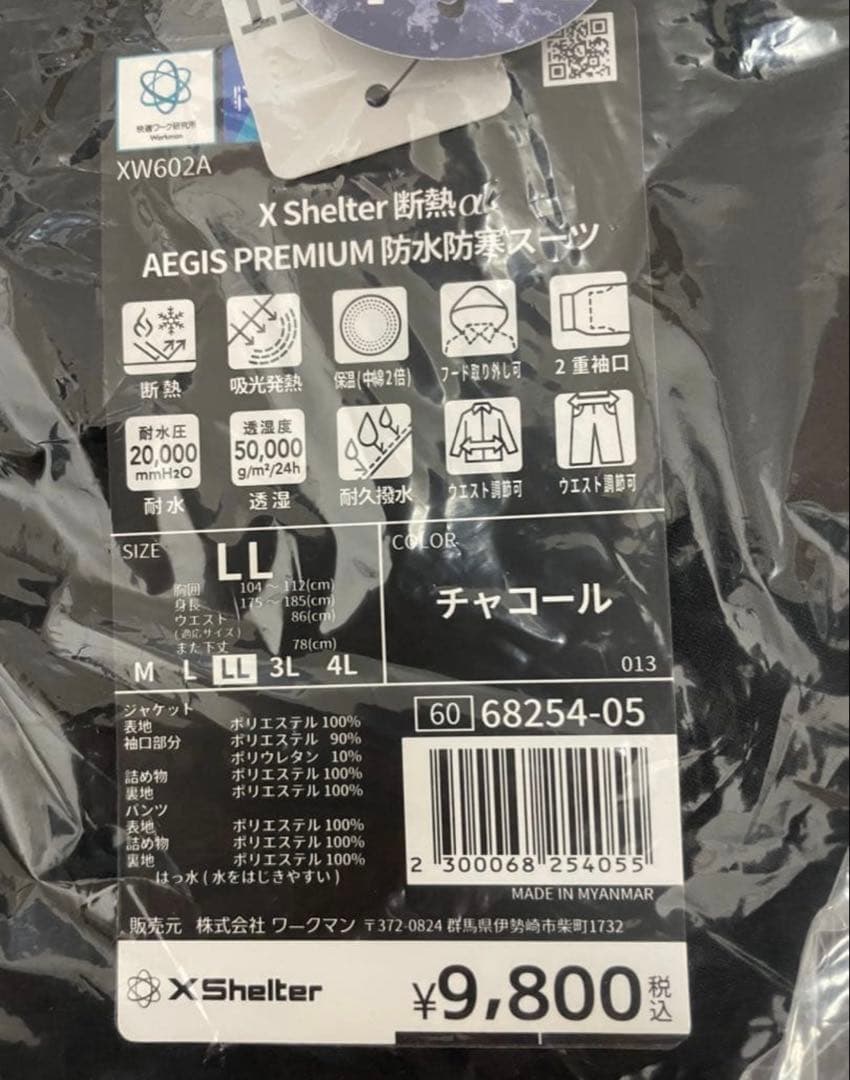 快適ワーク研究所
Workman
XW602A
X Shelter 断熱α
AEGIS PREMIUM 防水防寒スーツ
断熱
吸光発熱
保温(中綿2倍)
フード取り外し可
2重袖口
耐水圧
20,000
mmH2O
耐水
透湿度
50,000
g/m²/24h
透湿
耐久撥水
ウエスト調節可
ウエスト調節可
SIZE
LL
胸囲 104～112(cm)
身長 175～185(cm)
ウエスト 86(cm)
(適応サイズ)
また下丈 78(cm)
M L LL 3L 4L
COLOR
チャコール
013
ジャケット
表地 ポリエステル 100%
袖口部分 ポリエステル 90%
ポリウレタン 10%
詰め物 ポリエステル 100%
裏地 ポリエステル 100%
パンツ
表地 ポリエステル 100%
詰め物 ポリエステル 100%
裏地 ポリエステル 100%
はっ水(水をはじきやすい)
60 68254-05
2 300068 254055
MADE IN MYANMAR
販売元 株式会社 ワークマン 〒372-0824 群馬県伊勢崎市柴町1732
XShelter
¥9,800税込